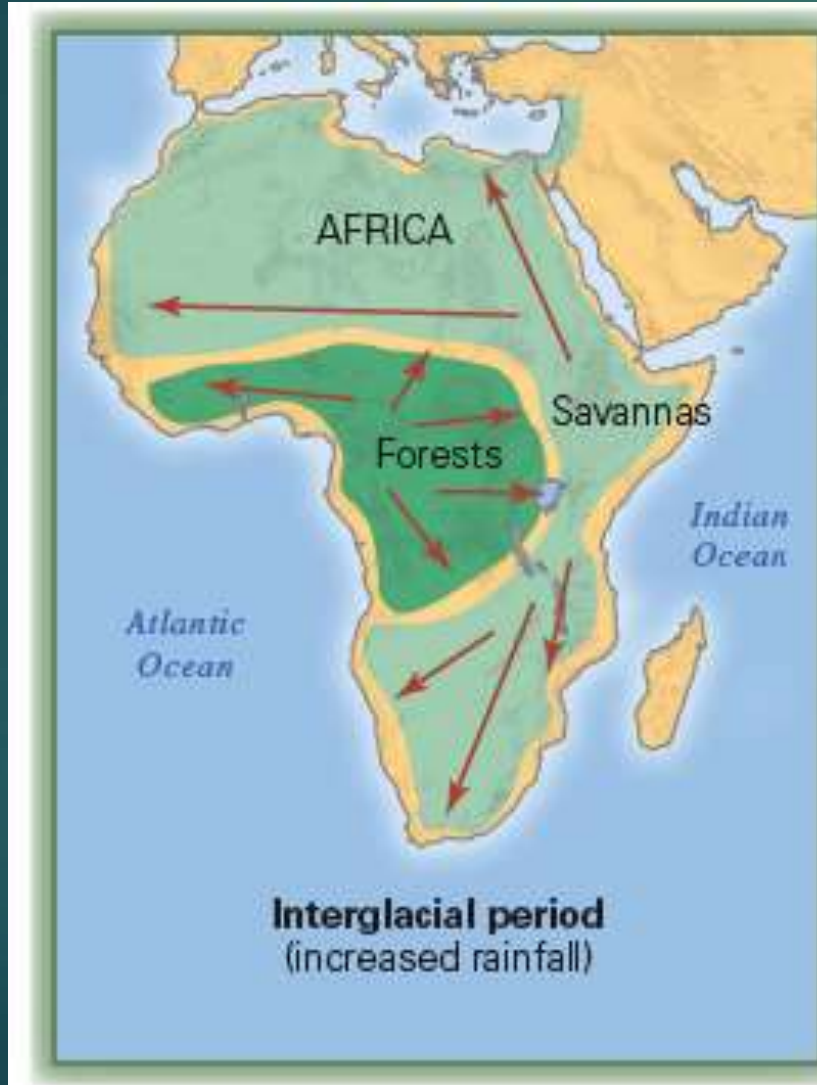 AFRICA
Savannas
Forests
Indian
Ocean
Atlantic
Ocean
Interglacial period
(increased rainfall)